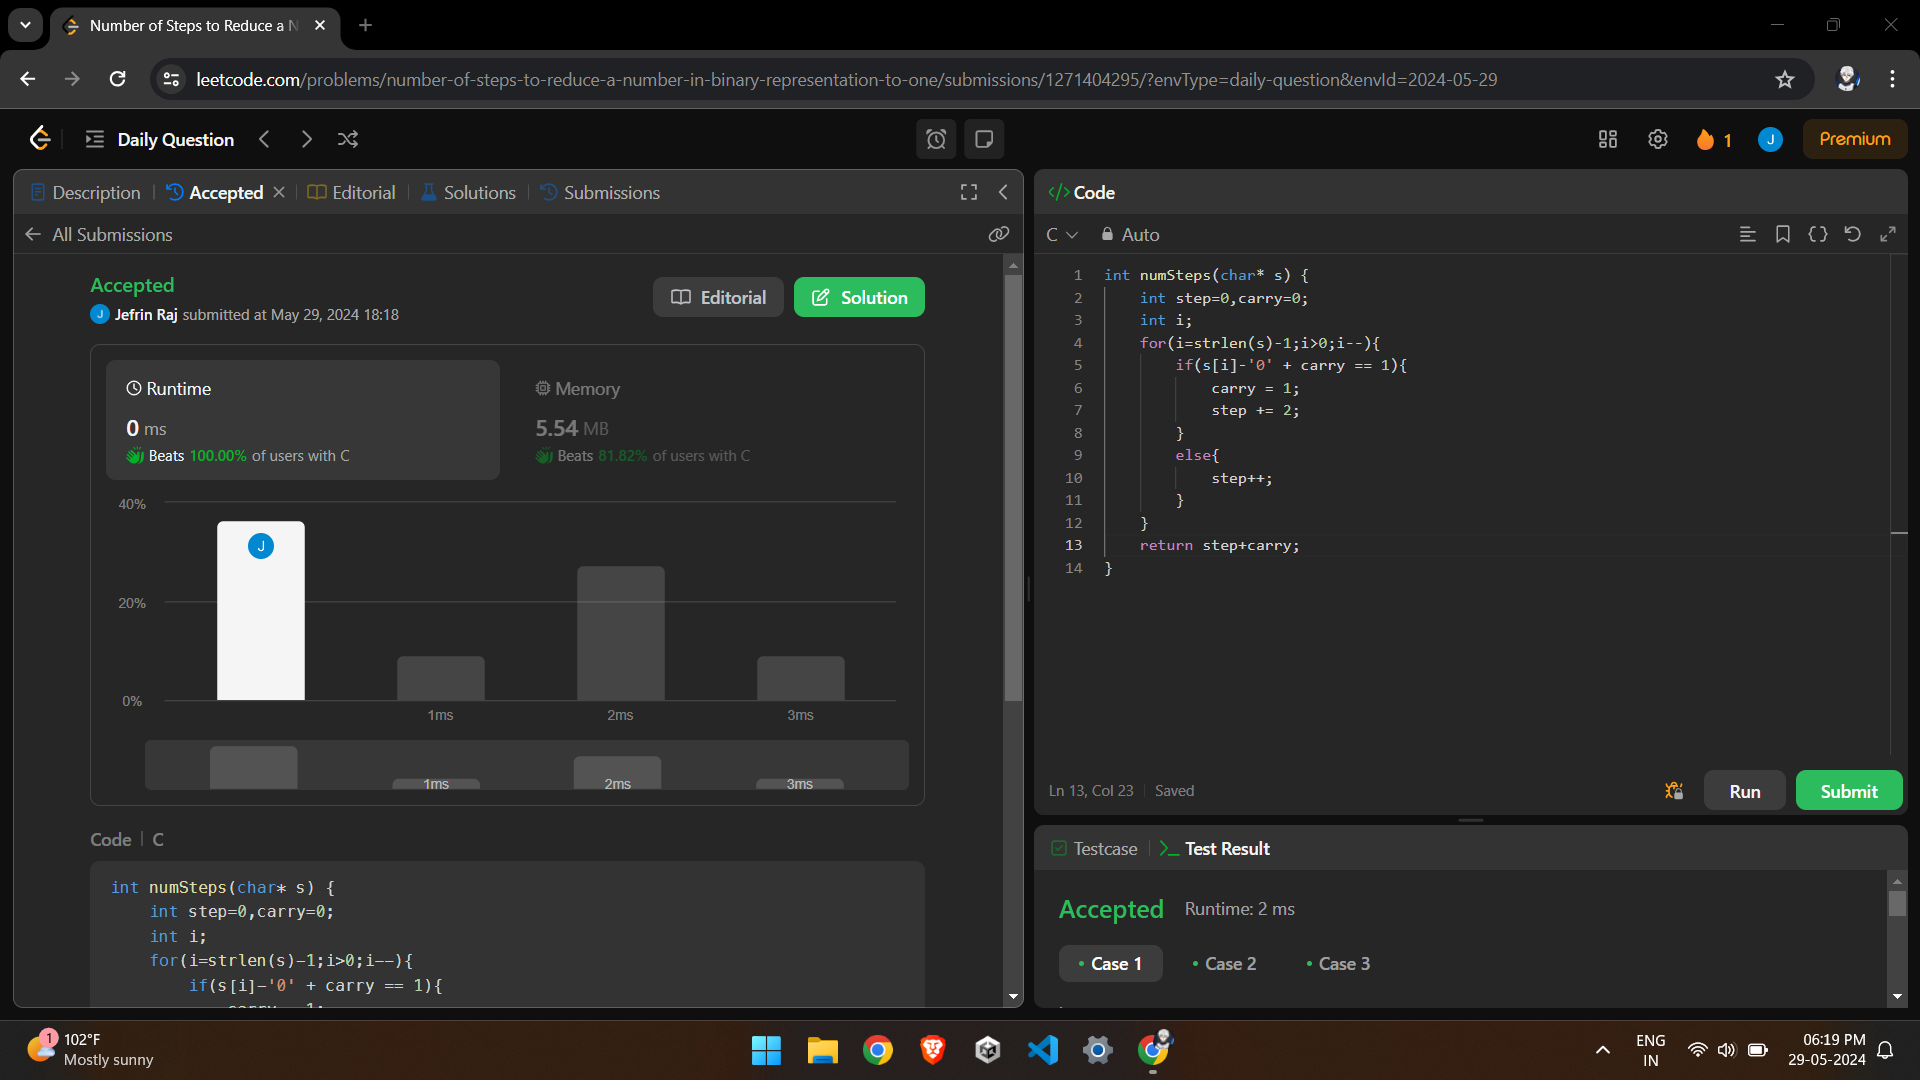 Number of Steps to Reduce a N
leetcode.com/problems/number-of-steps-to-reduce-a-number-in-binary-representation-to-one/submissions/1271404295/?envType=daily-question&envId=2024-05-29
Daily Question
1
J
Premium
Description
Accepted
Editorial
Solutions
Submissions
All Submissions
Accepted
J Jefrin Raj submitted at May 29, 2024 18:18
Editorial
Solution
Runtime
0 ms
Beats 100.00% of users with C
Memory
5.54 MB
Beats 81.82% of users with C
40%
20%
0%
J
1ms
2ms
3ms
1ms
2ms
3ms
Code
C
int numSteps(char* s) {
    int step=0,carry=0;
    int i;
    for(i=strlen(s)-1;i>0;i--){
        if(s[i]-'0' + carry == 1){
</> Code
C
Auto
1 int numSteps(char* s) {
2     int step=0,carry=0;
3     int i;
4     for(i=strlen(s)-1;i>0;i--){
5         if(s[i]-'0' + carry == 1){
6             carry = 1;
7             step += 2;
8         }
9         else{
10             step++;
11         }
12     }
13     return step+carry;
14 }
Ln 13, Col 23
Saved
Run
Submit
Testcase
Test Result
Accepted
Runtime: 2 ms
Case 1
Case 2
Case 3
1
102°F
Mostly sunny
ENG
IN
06:19 PM
29-05-2024